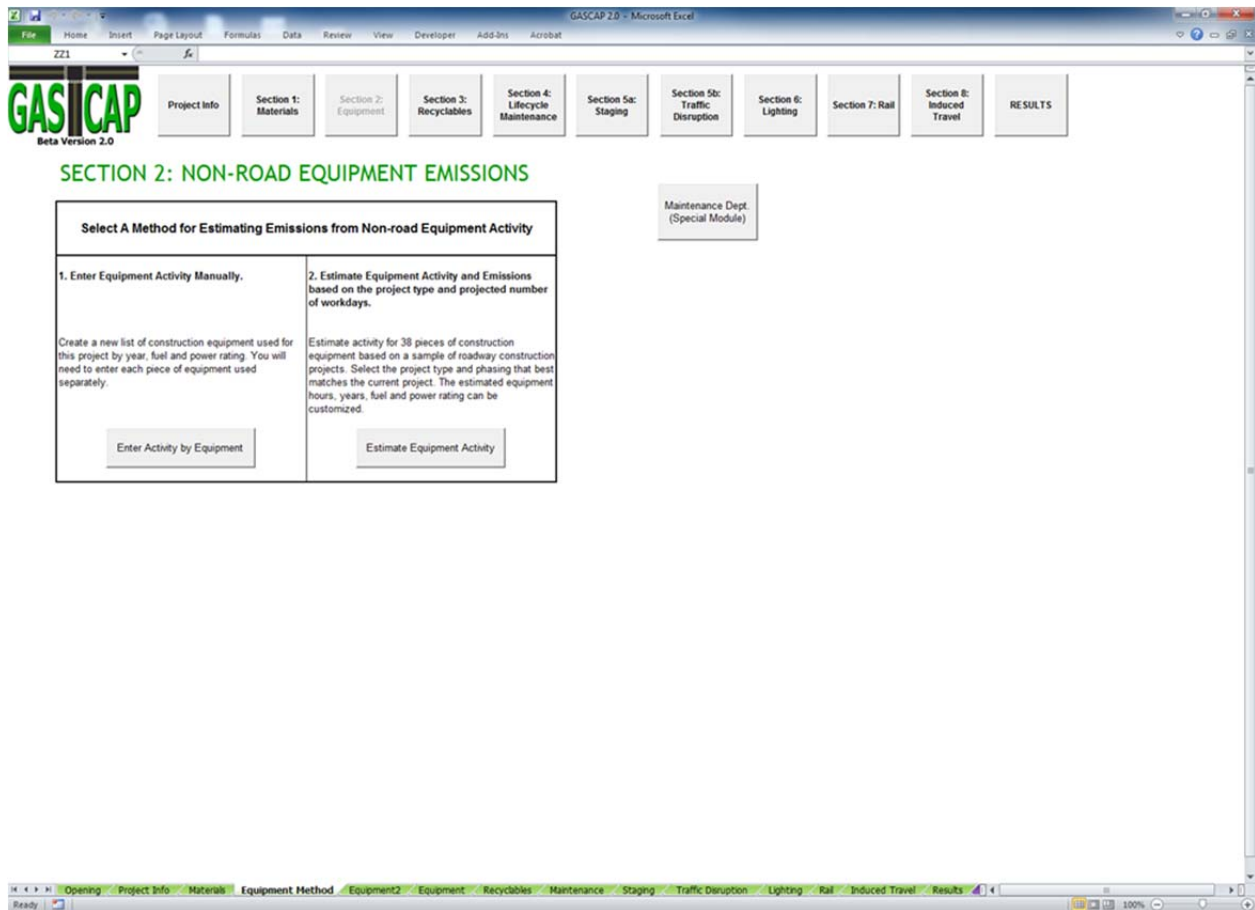 GASCAP 2.0 - Microsoft Excel
File Home Insert Page Layout Formulas Data Review View Developer Add-Ins Acrobat
ZZ1 fx
GASCAP
Beta Version 2.0
Project Info
Section 1:
Materials
Section 2:
Equipment
Section 3:
Recyclables
Section 4:
Lifecycle
Maintenance
Section 5a:
Staging
Section 5b:
Traffic
Disruption
Section 6:
Lighting
Section 7: Rail
Section 8:
Induced
Travel
RESULTS
SECTION 2: NON-ROAD EQUIPMENT EMISSIONS
Maintenance Dept.
(Special Module)
Select A Method for Estimating Emissions from Non-road Equipment Activity
1. Enter Equipment Activity Manually.
Create a new list of construction equipment used for
this project by year, fuel and power rating. You will
need to enter each piece of equipment used
separately.
Enter Activity by Equipment
2. Estimate Equipment Activity and Emissions
based on the project type and projected number
of workdays.
Estimate activity for 38 pieces of construction
equipment based on a sample of roadway construction
projects. Select the project type and phasing that best
matches the current project. The estimated equipment
hours, years, fuel and power rating can be
customized.
Estimate Equipment Activity
Opening Project Info Materials Equipment Method Equipment2 Equipment Recyclables Maintenance Staging Traffic Disruption Lighting Rail Induced Travel Results
Ready 100%